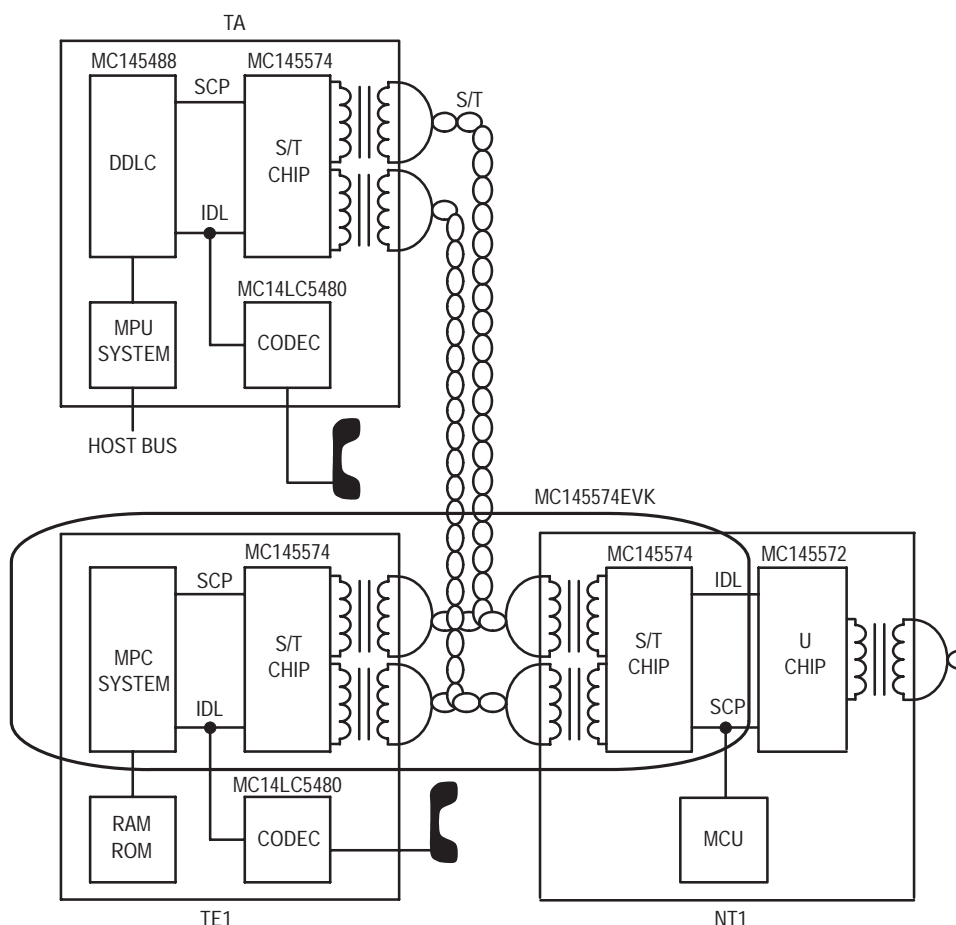 TA
MC145488
MC145574
SCP
S/T
DDLC
S/T
CHIP
IDL
MC14LC5480
MPU
SYSTEM
CODEC
HOST BUS
MC145574EVK
MC145574
MC145574
MC145572
SCP
IDL
MPC
SYSTEM
S/T
CHIP
S/T
CHIP
U
CHIP
IDL
SCP
MC14LC5480
RAM
ROM
CODEC
MCU
TE1
NT1